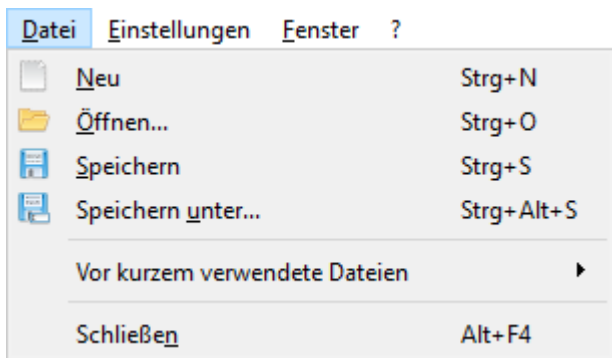 Datei Einstellungen Fenster ?
Neu Strg+N
Öffnen... Strg+O
Speichern Strg+S
Speichern unter... Strg+Alt+S
Vor kurzem verwendete Dateien
Schließen Alt+F4